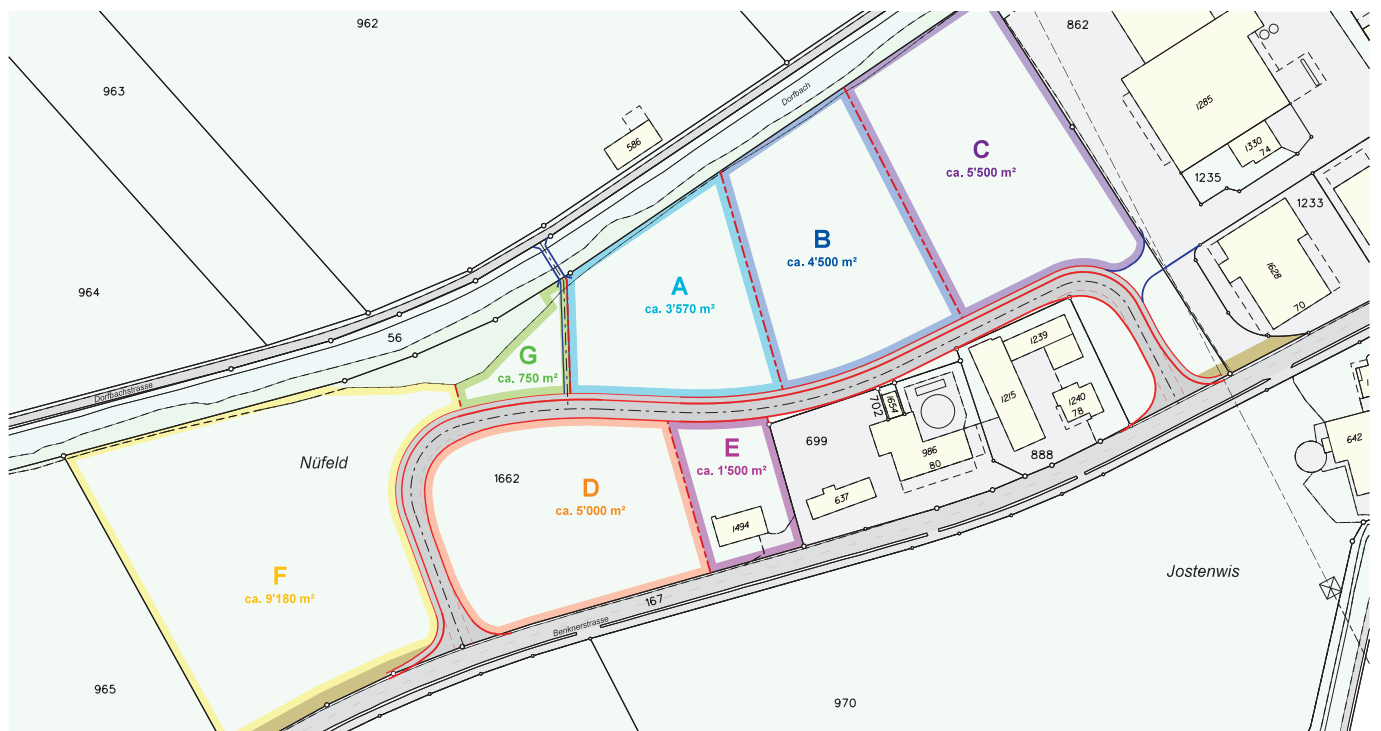 962
862
963
Dorfbach
1285
586
1330
74
C
ca. 5'500 m²
1235
1233
B
ca. 4'500 m²
1628
70
964
A
ca. 3'570 m²
56
G
ca. 750 m²
1239
Dorfbachstrasse
702
1654
1215
1240
78
699
E
ca. 1'500 m²
986
80
888
642
Nüfeld
1662
D
ca. 5'000 m²
637
1494
F
ca. 9'180 m²
Jostenwis
167
Benknerstrasse
965
970